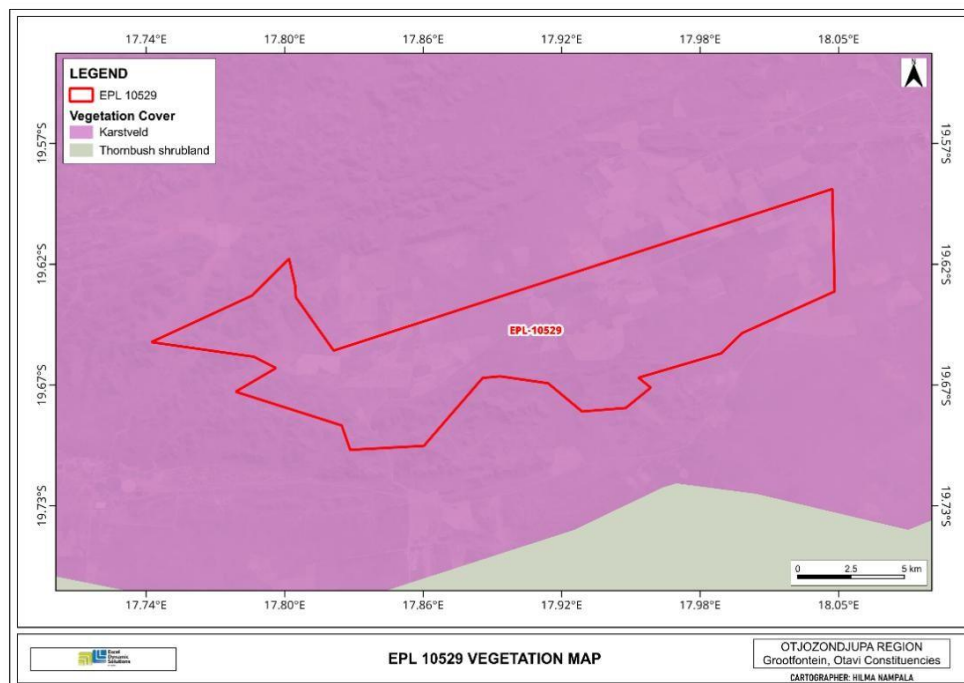 17.74°E 17.80°E 17.86°E 17.92°E 17.98°E 18.05°E
LEGEND
EPL 10529
Vegetation Cover
Karstveld
Thornbush shrubland
N
19.57°S 19.57°S
19.62°S 19.62°S
EPL-10529
19.67°S 19.67°S
19.73°S 19.73°S
0 2.5 5 km
17.74°E 17.80°E 17.86°E 17.92°E 17.98°E 18.05°E
Excel
Dynamic
Solutions
EPL 10529 VEGETATION MAP
OTJOZONDJUPA REGION
Grootfontein, Otavi Constituencies
CARTOGRAPHER: HILMA NAMPALA